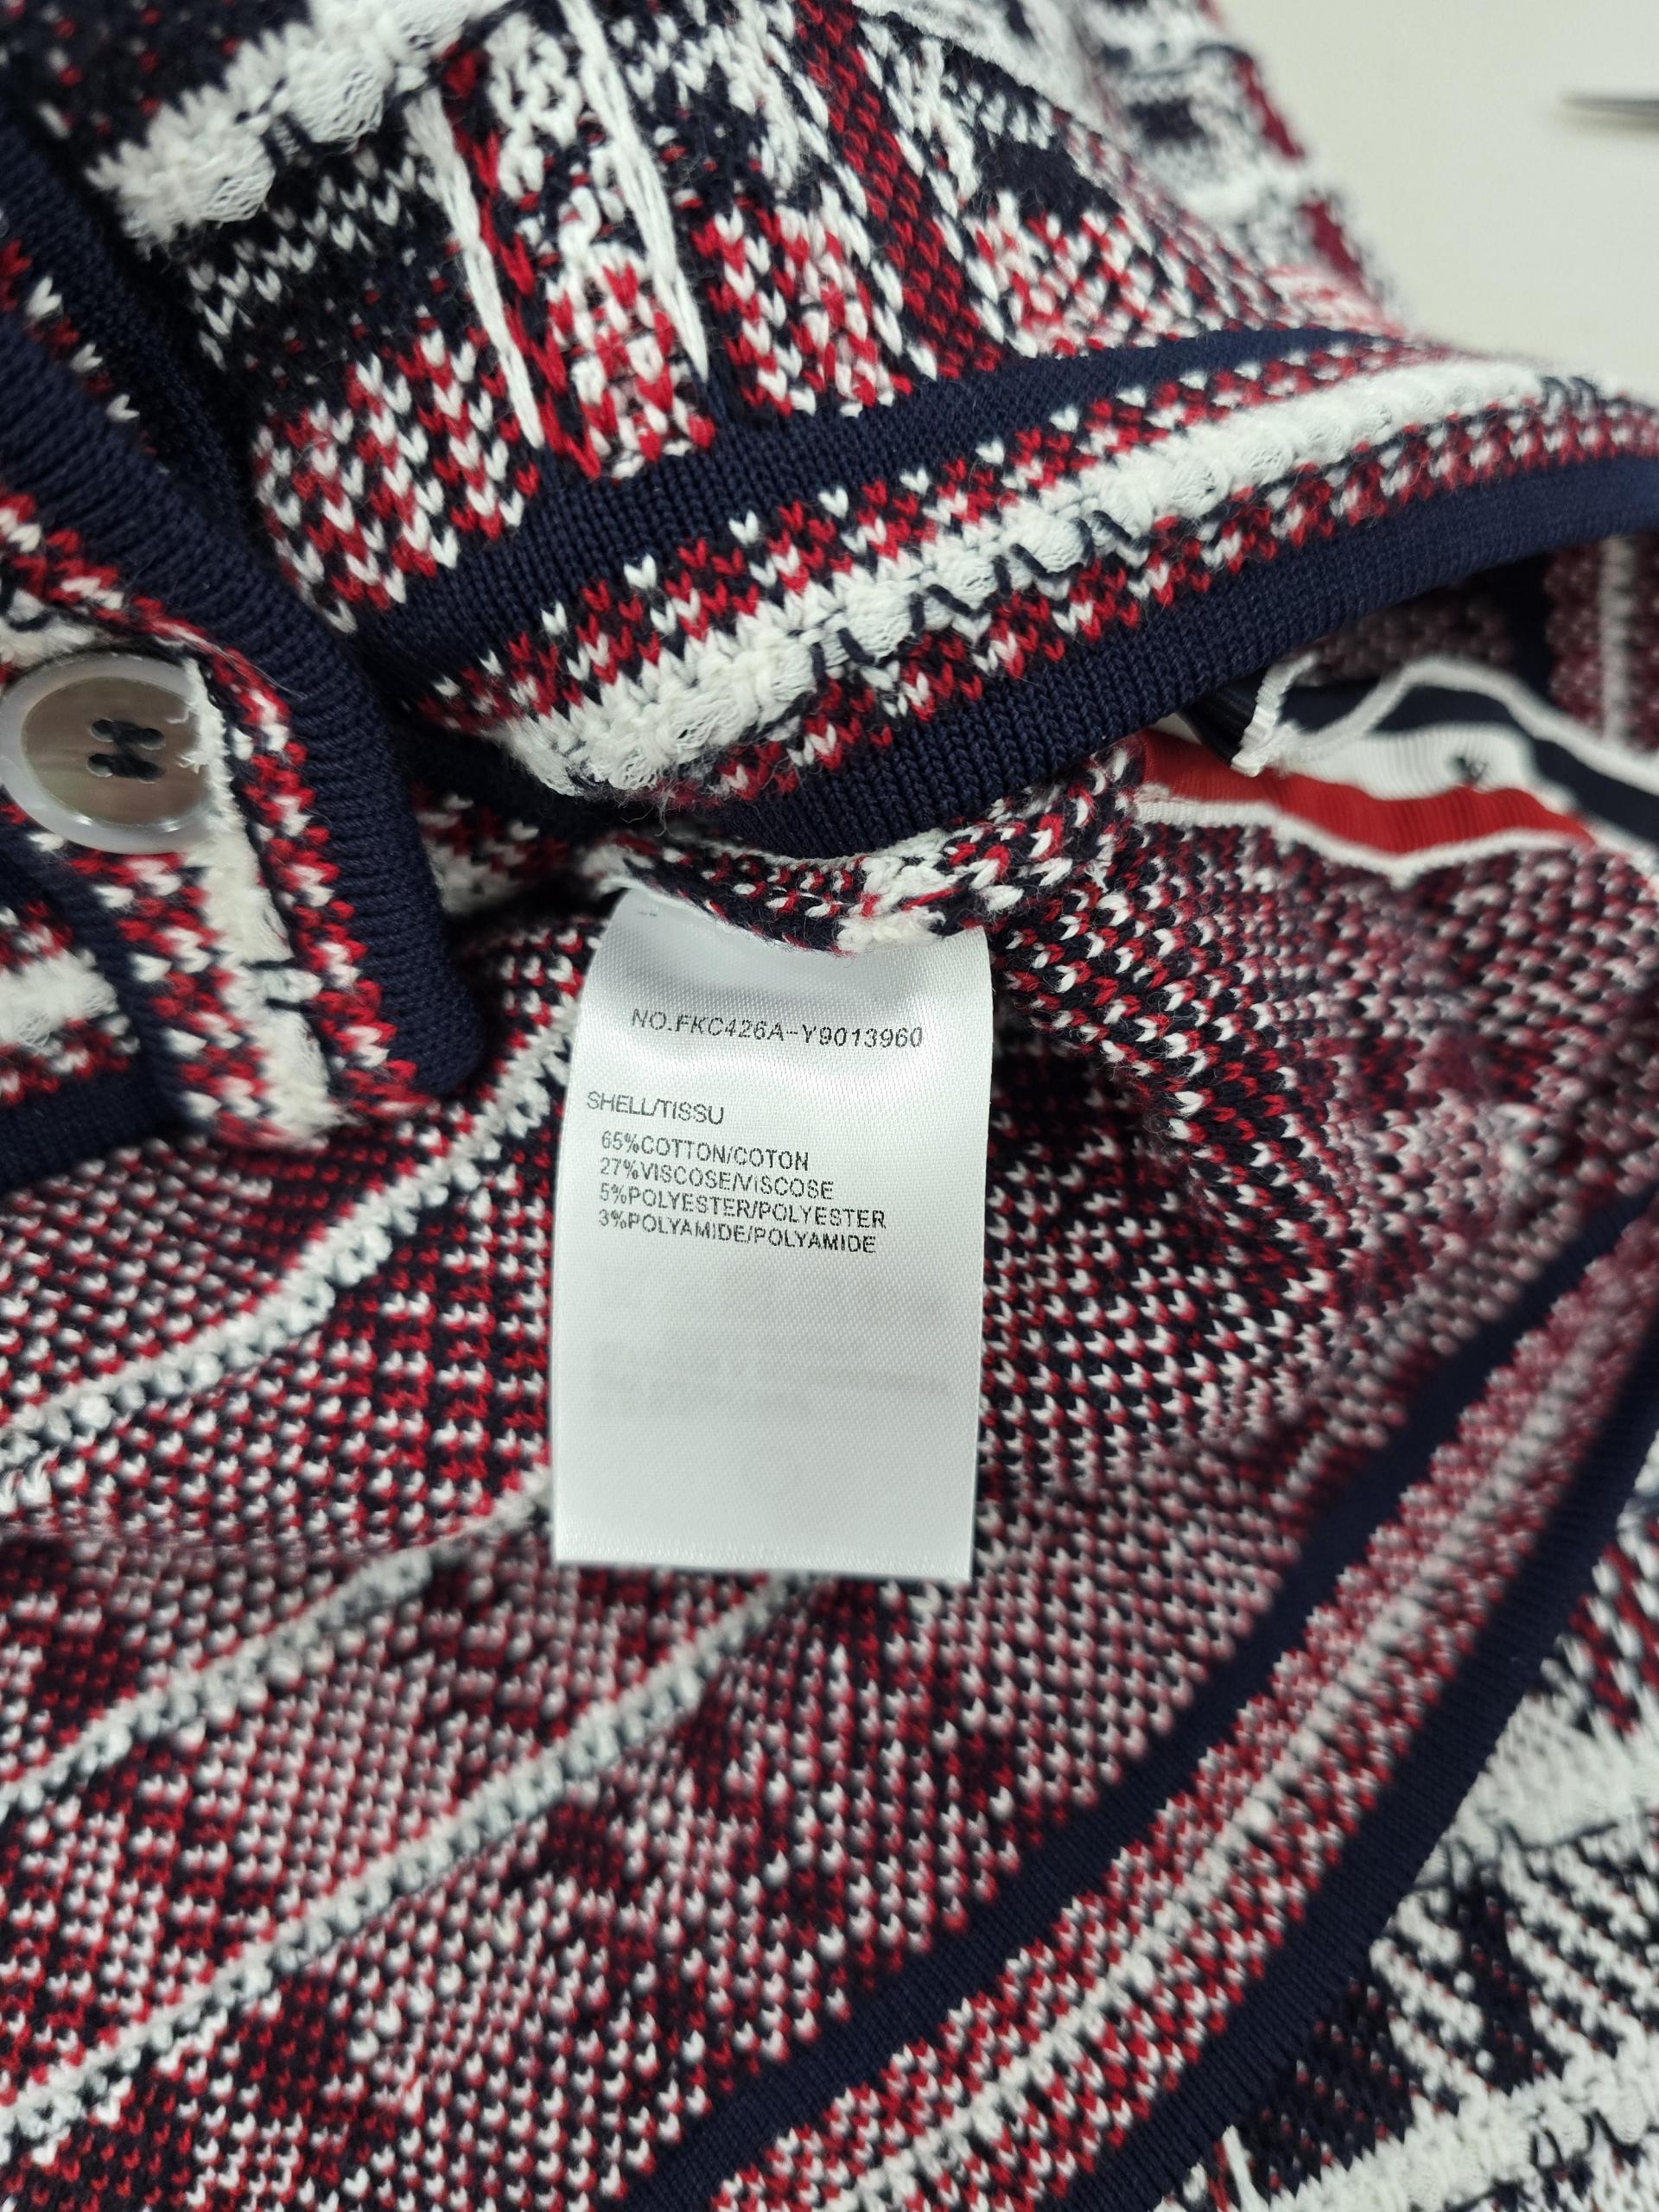 NO.FKC426A-Y9013960
SHELL/TISSU
65%COTTON/COTON
27%VISCOSE/VISCOSE
5%POLYESTER/POLYESTER
3%POLYAMIDE/POLYAMIDE